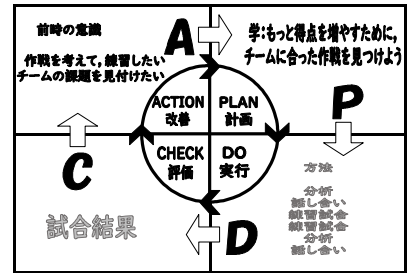 前時の意識
作戦を考えて,練習したい
チームの課題を見付けたい
A
学:もっと得点を増やすために,
チームに合った作戦を見つけよう
ACTION
改善
PLAN
計画
P
CHECK
評価
DO
実行
C
試合結果
D
方法
分析
話し合い
練習試合
練習試合
分析
話し合い